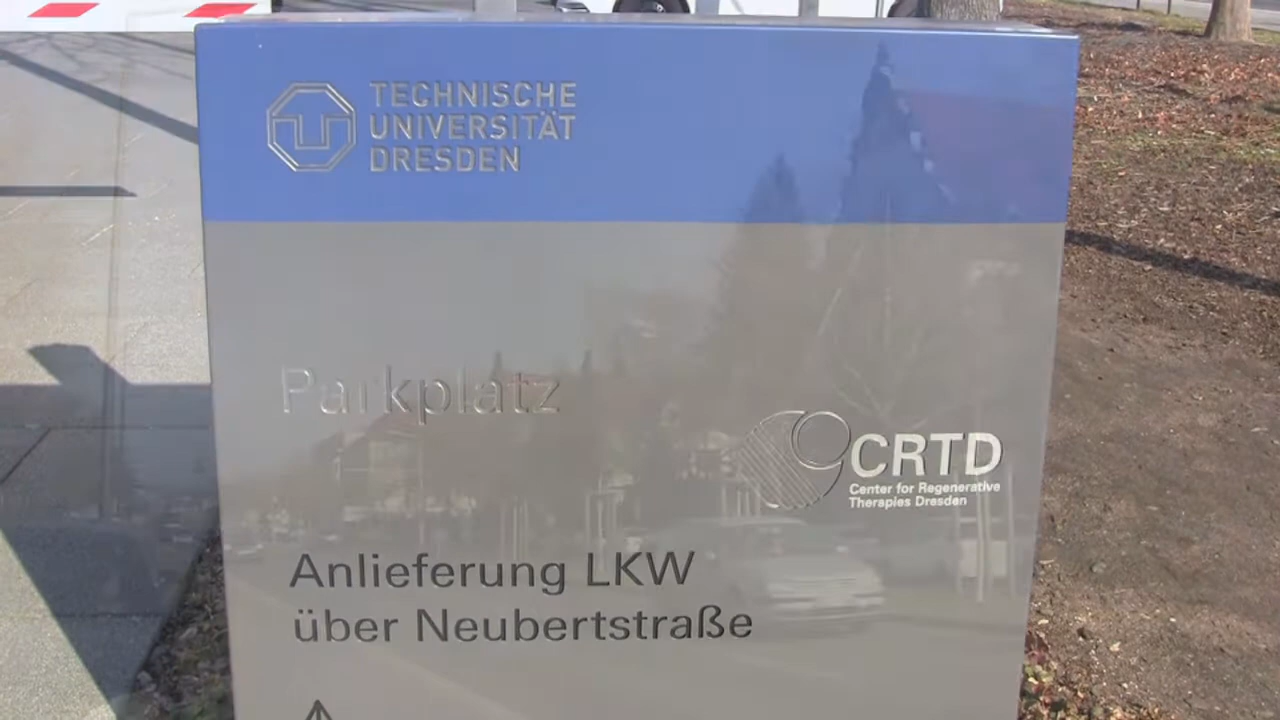 TECHNISCHE
UNIVERSITÄT
DRESDEN
Parkplatz
CRTD
Center for Regenerative
Therapies Dresden
Anlieferung LKW
über Neubertstraße